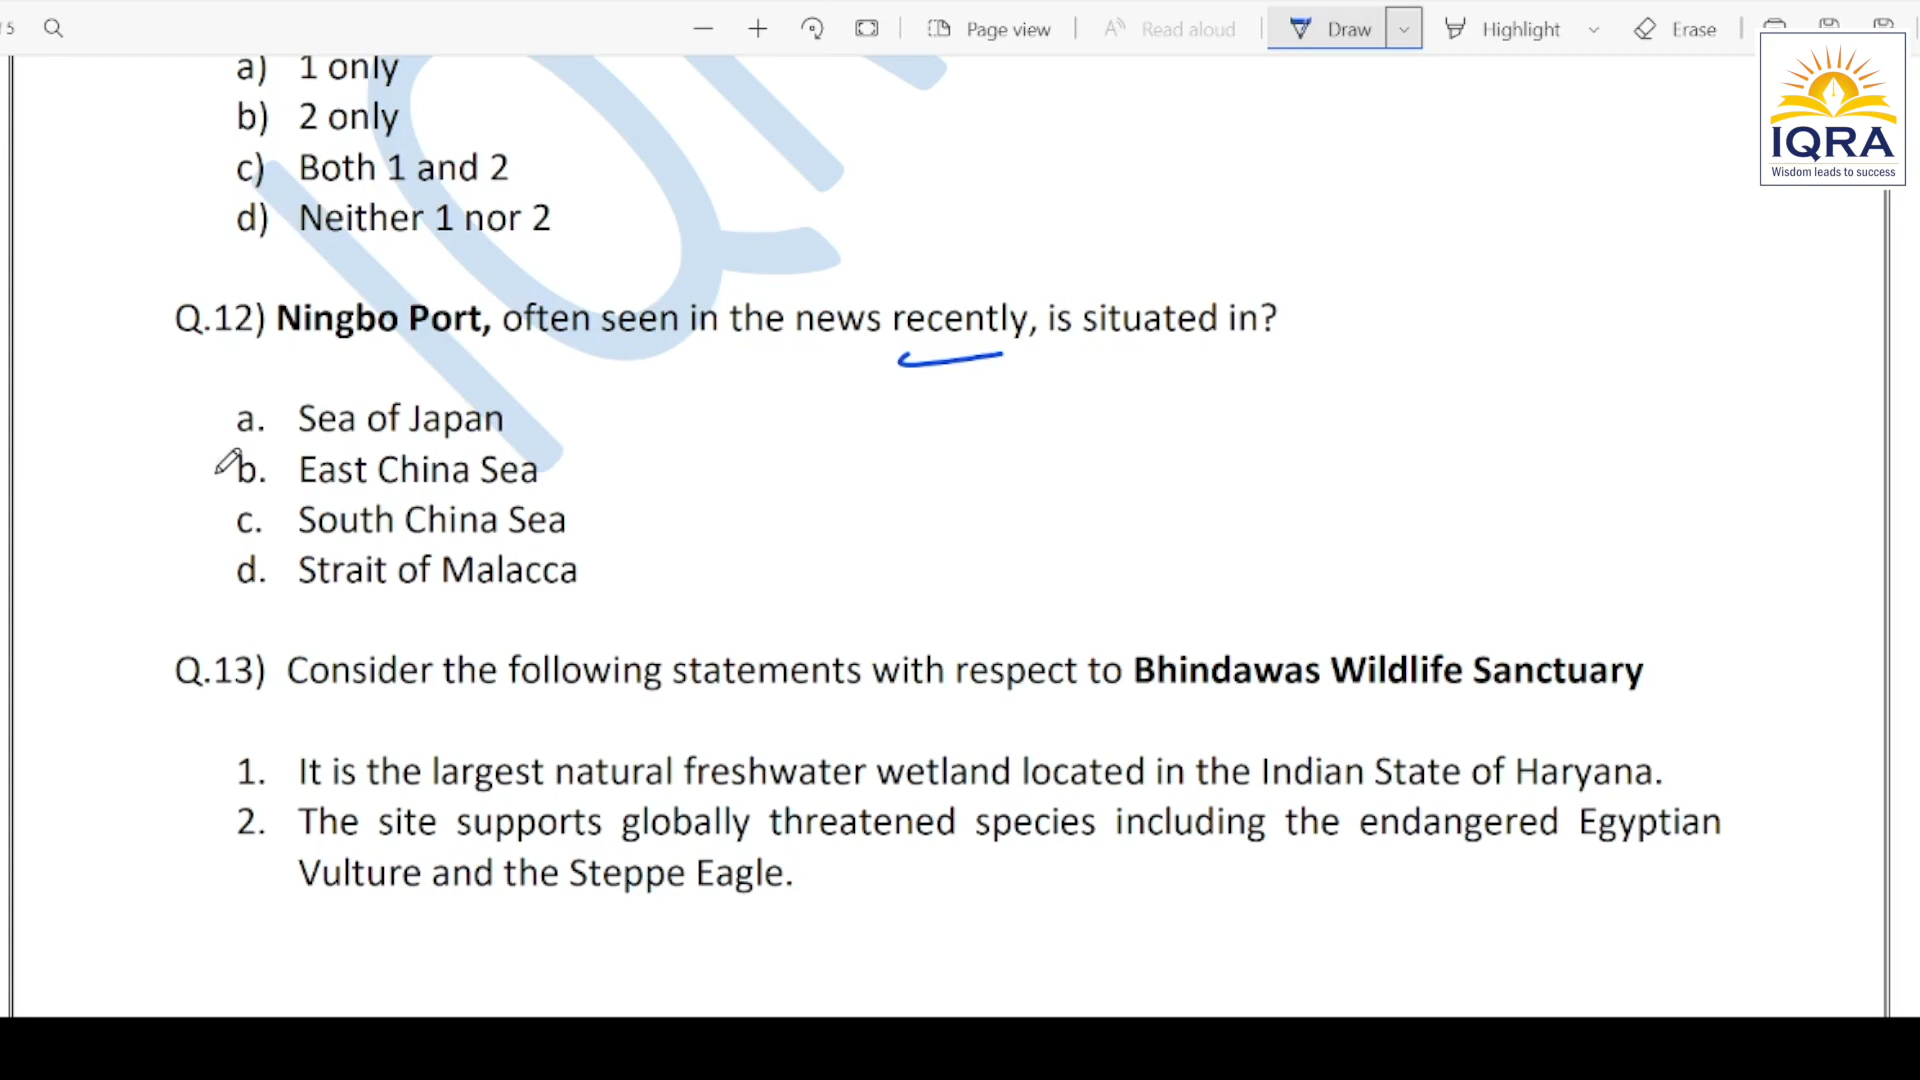 15
Page view
Read aloud
Draw
Highlight
Erase
IQRA
Wisdom leads to success
a) 1 only
b) 2 only
c) Both 1 and 2
d) Neither 1 nor 2
Q.12) Ningbo Port, often seen in the news recently, is situated in?
a. Sea of Japan
b. East China Sea
c. South China Sea
d. Strait of Malacca
Q.13) Consider the following statements with respect to Bhindawas Wildlife Sanctuary
1. It is the largest natural freshwater wetland located in the Indian State of Haryana.
2. The site supports globally threatened species including the endangered Egyptian
Vulture and the Steppe Eagle.